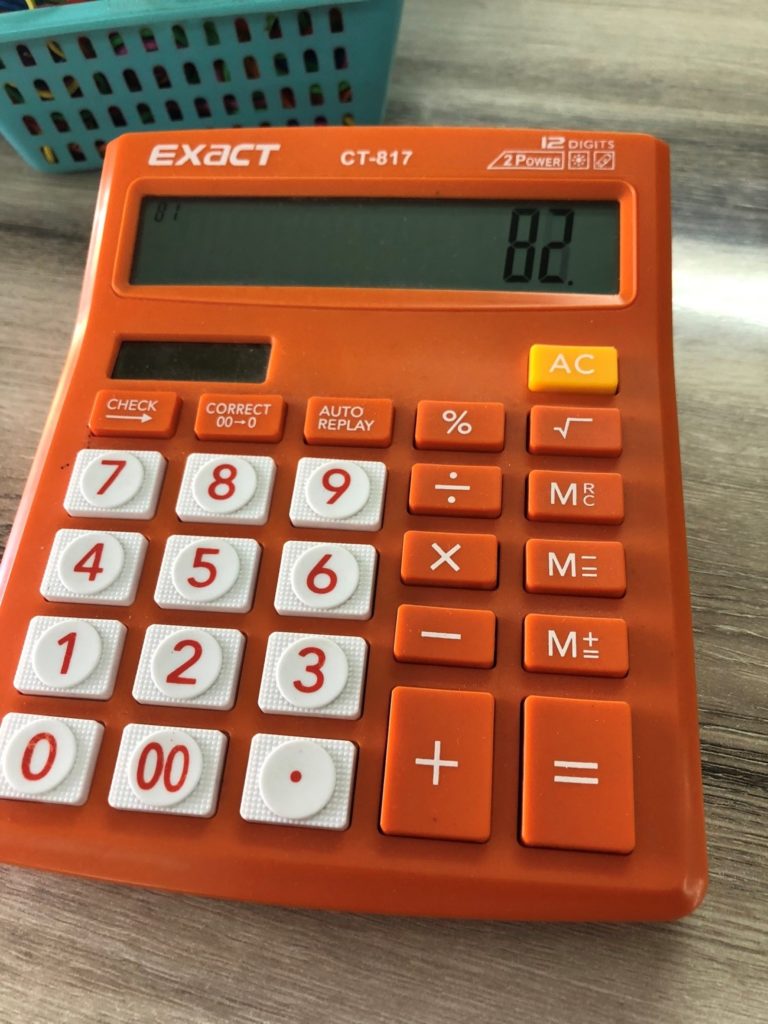 EXACT CT-817 12 DIGITS
2 POWER
81
82.
AC
CHECK → CORRECT 00→0 AUTO REPLAY % √
7 8 9 ÷ MRC
4 5 6 × M=
1 2 3 − M±=
0 00 . + =